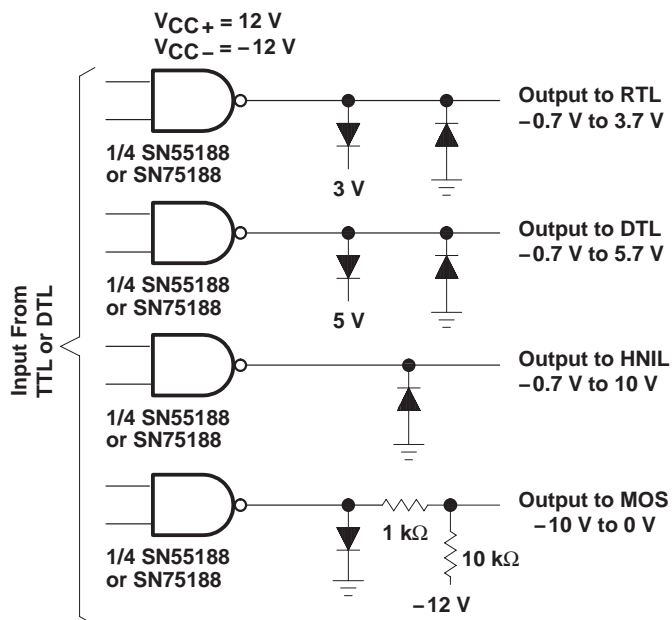 VCC+ = 12 V
VCC− = −12 V
Output to RTL
−0.7 V to 3.7 V
1/4 SN55188
or SN75188
3 V
Output to DTL
−0.7 V to 5.7 V
1/4 SN55188
or SN75188
5 V
Input From
TTL or DTL
Output to HNIL
−0.7 V to 10 V
1/4 SN55188
or SN75188
Output to MOS
−10 V to 0 V
1 kΩ
1/4 SN55188
or SN75188
10 kΩ
−12 V